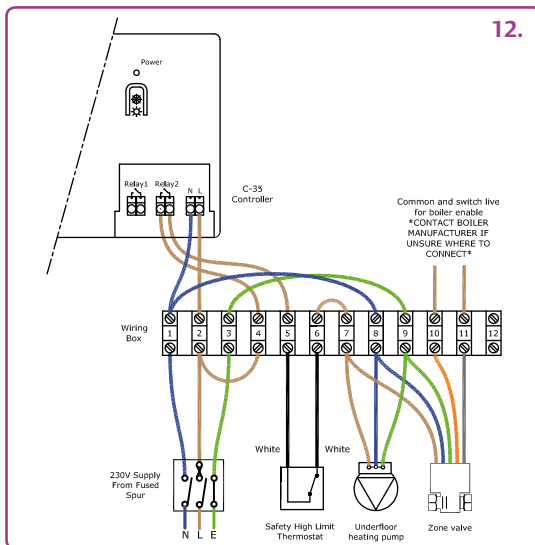 12.
Power
Relay1 Relay2 N L
C-35
Controller
Common and switch live
for boiler enable
*CONTACT BOILER
MANUFACTURER IF
UNSURE WHERE TO
CONNECT*
Wiring
Box
1 2 3 4 5 6 7 8 9 10 11 12
White White
230V Supply
From Fused
Spur
N L E
Safety High Limit
Thermostat
Underfloor
heating pump
Zone valve